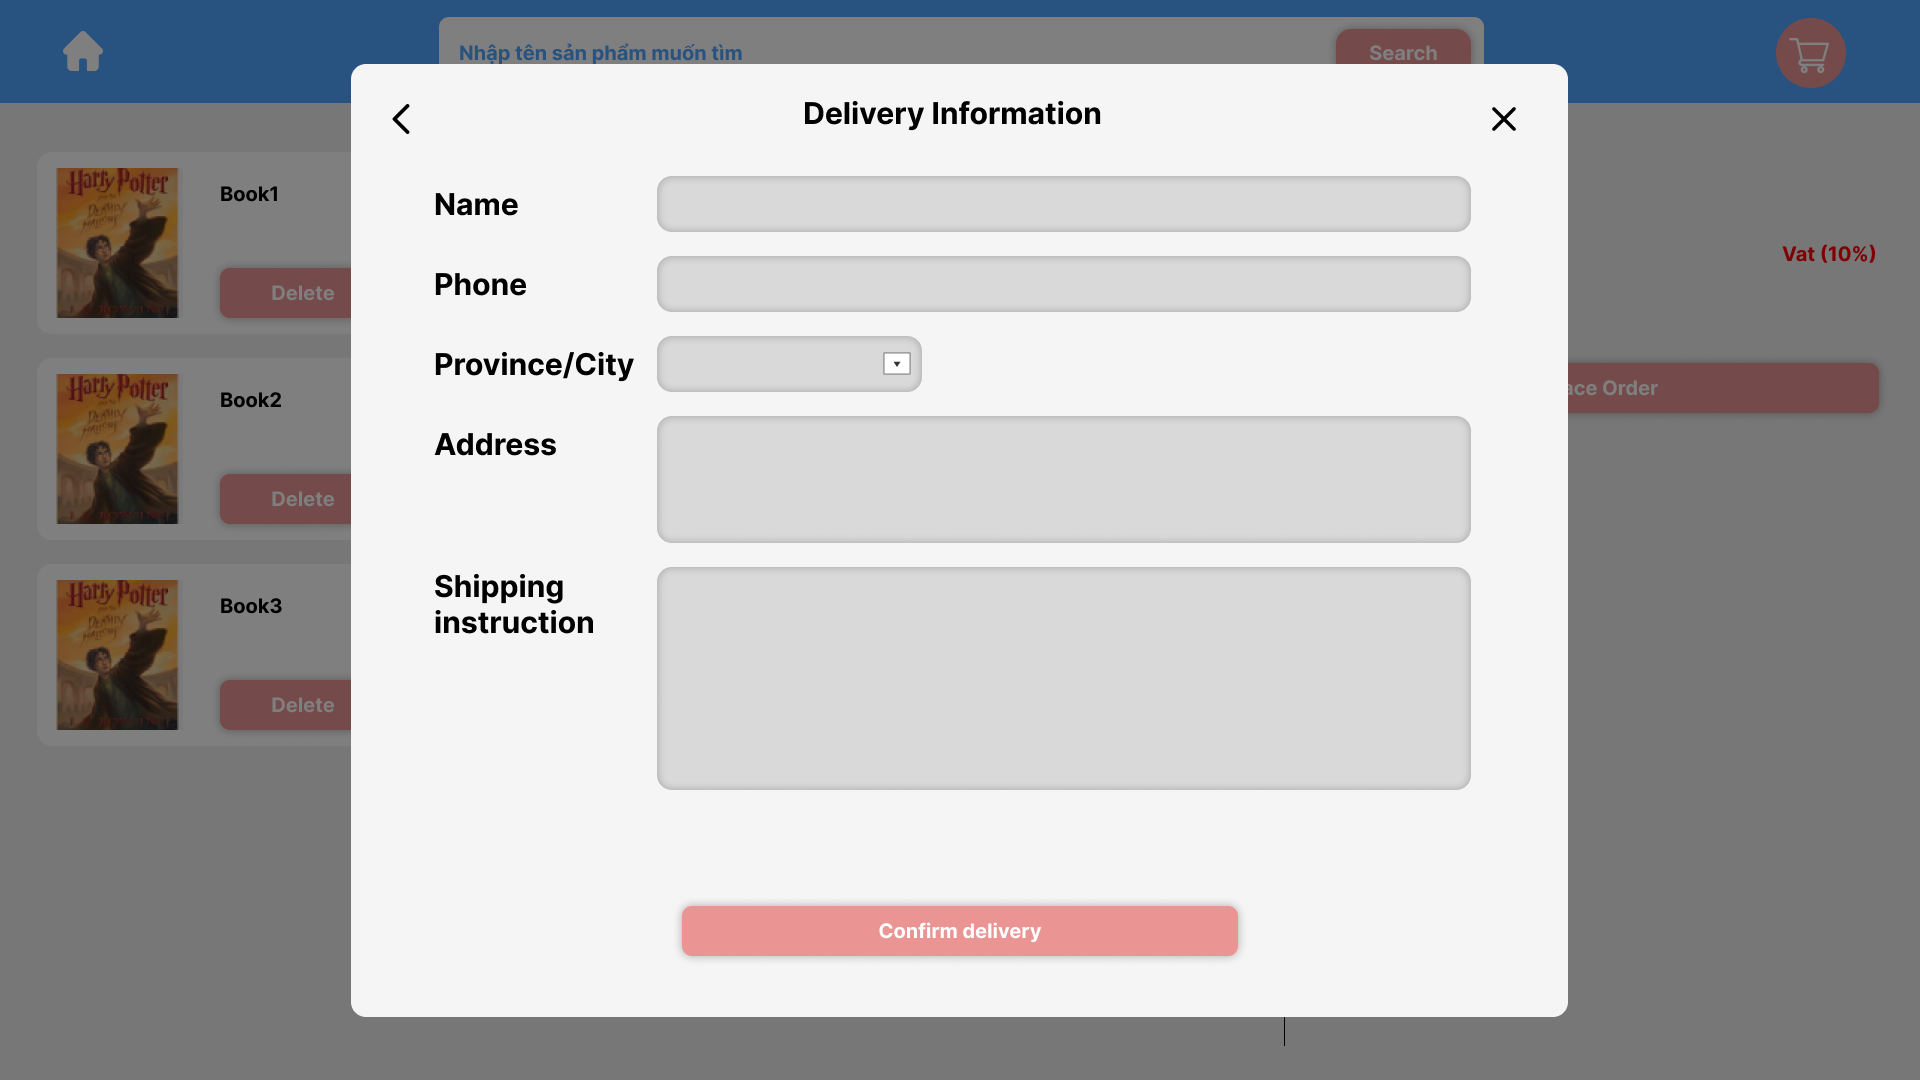 Nhập tên sản phẩm muốn tìm
Search
Delivery Information
Name
Phone
Province/City
Address
Shipping
instruction
Confirm delivery
Harry Potter
Book1
Delete
Harry Potter
Book2
Delete
Harry Potter
Book3
Delete
Vat (10%)
ace Order